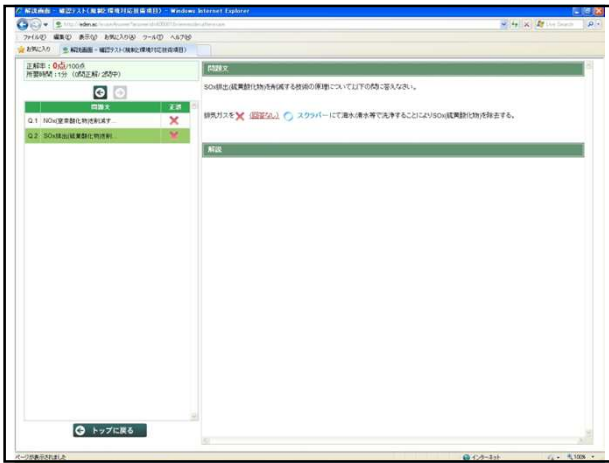 解説画面 - 確認テスト(規制と環境対応技術項目) - Windows Internet Explorer
Live Search
ファイル(F) 編集(E) 表示(V) お気に入り(A) ツール(T) ヘルプ(H)
お気に入り 解説画面 - 確認テスト(規制と環境対応技術項目)
正解率:0点/100点
所要時間:1分 (0問正解/2問中)
問題文 正誤
Q.1 NOx(窒素酸化物)を削減す...
Q.2 SOx排出(硫黄酸化物)を削...
トップに戻る
問題文
SOx排出(硫黄酸化物)を削減する技術の原理について以下の問に答えなさい。
排気ガスを (回答なし) スクラバー にて海水/清水等で洗浄することによりSOx(硫黄酸化物)を除去する。
解説
ページが表示されました
インターネット 100%